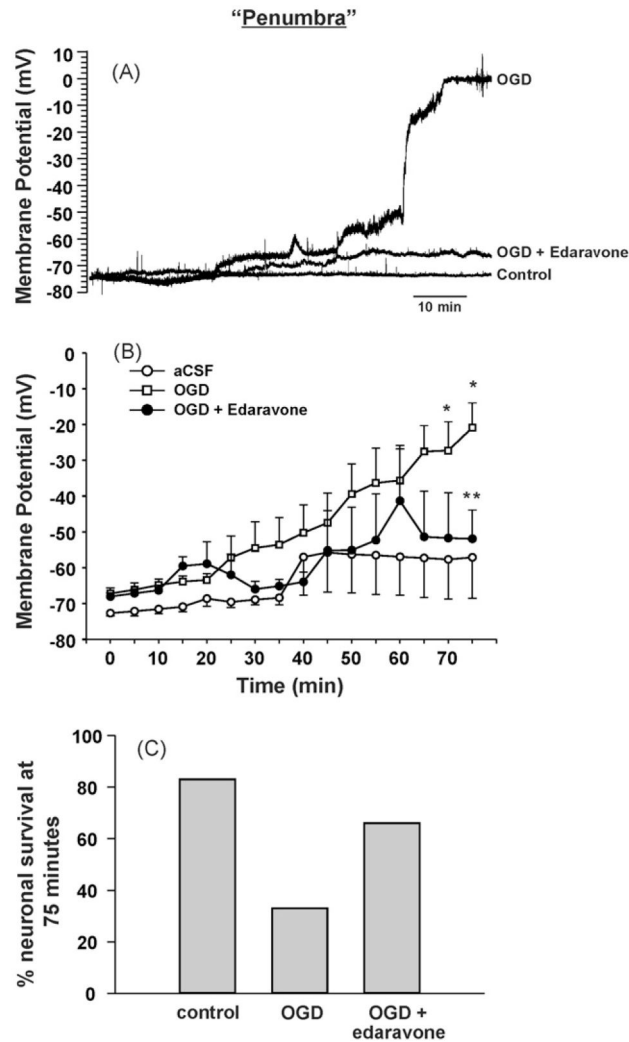 “Penumbra”
(A)
Membrane Potential (mV)
10
0
-10
-20
-30
-40
-50
-60
-70
-80
OGD
OGD + Edaravone
Control
10 min
(B)
Membrane Potential (mV)
-0
-10
-20
-30
-40
-50
-60
-70
-80
aCSF
OGD
OGD + Edaravone
*
*
**
0 10 20 30 40 50 60 70
Time (min)
(C)
% neuronal survival at
75 minutes
100
80
60
40
20
0
control
OGD
OGD +
edaravone